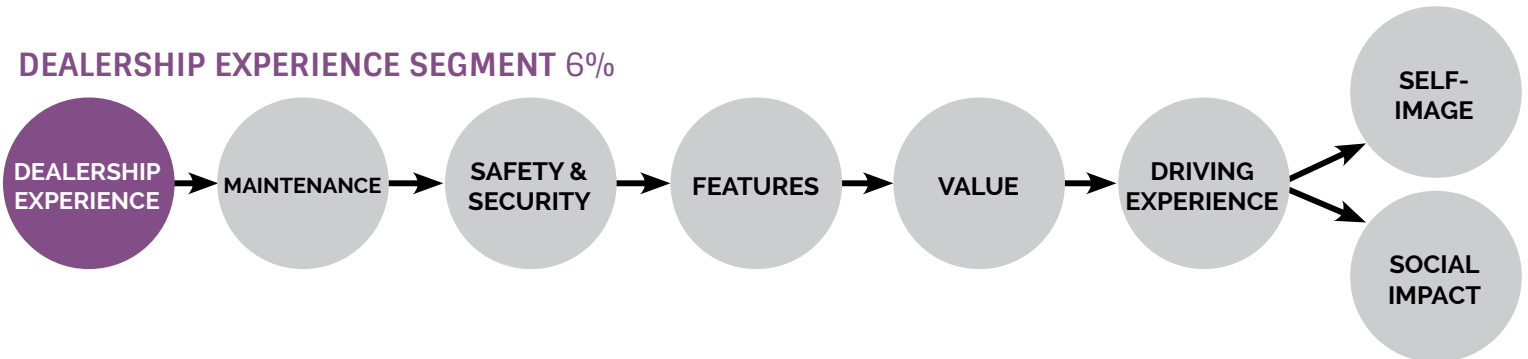 DEALERSHIP EXPERIENCE SEGMENT 6%
DEALERSHIP
EXPERIENCE
MAINTENANCE
SAFETY &
SECURITY
FEATURES
VALUE
DRIVING
EXPERIENCE
SELF-
IMAGE
SOCIAL
IMPACT